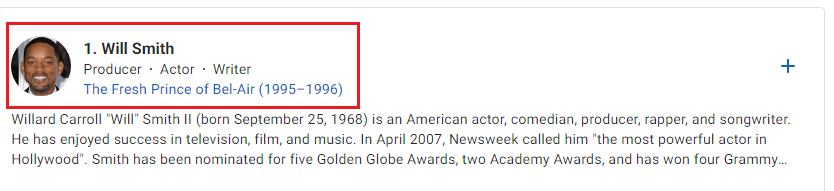 1. Will Smith
Producer · Actor · Writer
The Fresh Prince of Bel-Air (1995–1996)
Willard Carroll "Will" Smith II (born September 25, 1968) is an American actor, comedian, producer, rapper, and songwriter.
He has enjoyed success in television, film, and music. In April 2007, Newsweek called him "the most powerful actor in
Hollywood". Smith has been nominated for five Golden Globe Awards, two Academy Awards, and has won four Grammy...